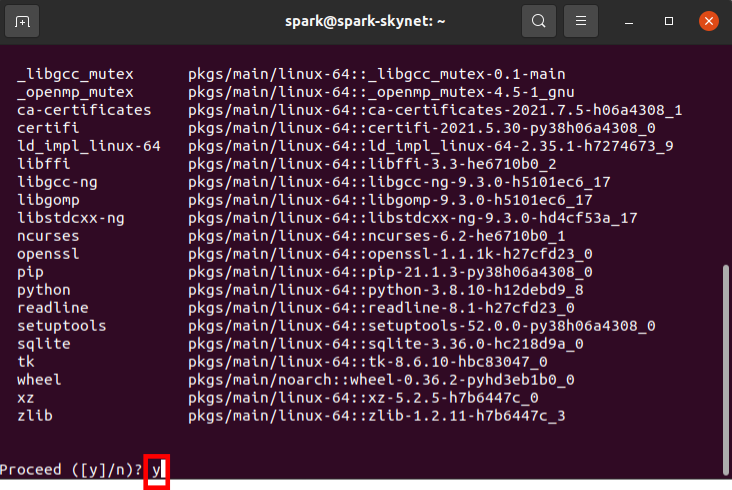 spark@spark-skynet: ~
_libgcc_mutex pkgs/main/linux-64::_libgcc_mutex-0.1-main
_openmp_mutex pkgs/main/linux-64::_openmp_mutex-4.5-1_gnu
ca-certificates pkgs/main/linux-64::ca-certificates-2021.7.5-h06a4308_1
certifi pkgs/main/linux-64::certifi-2021.5.30-py38h06a4308_0
ld_impl_linux-64 pkgs/main/linux-64::ld_impl_linux-64-2.35.1-h7274673_9
libffi pkgs/main/linux-64::libffi-3.3-he6710b0_2
libgcc-ng pkgs/main/linux-64::libgcc-ng-9.3.0-h5101ec6_17
libgomp pkgs/main/linux-64::libgomp-9.3.0-h5101ec6_17
libstdcxx-ng pkgs/main/linux-64::libstdcxx-ng-9.3.0-hd4cf53a_17
ncurses pkgs/main/linux-64::ncurses-6.2-he6710b0_1
openssl pkgs/main/linux-64::openssl-1.1.1k-h27cfd23_0
pip pkgs/main/linux-64::pip-21.1.3-py38h06a4308_0
python pkgs/main/linux-64::python-3.8.10-h12debd9_8
readline pkgs/main/linux-64::readline-8.1-h27cfd23_0
setuptools pkgs/main/linux-64::setuptools-52.0.0-py38h06a4308_0
sqlite pkgs/main/linux-64::sqlite-3.36.0-hc218d9a_0
tk pkgs/main/linux-64::tk-8.6.10-hbc83047_0
wheel pkgs/main/noarch::wheel-0.36.2-pyhd3eb1b0_0
xz pkgs/main/linux-64::xz-5.2.5-h7b6447c_0
zlib pkgs/main/linux-64::zlib-1.2.11-h7b6447c_3
Proceed ([y]/n)? y